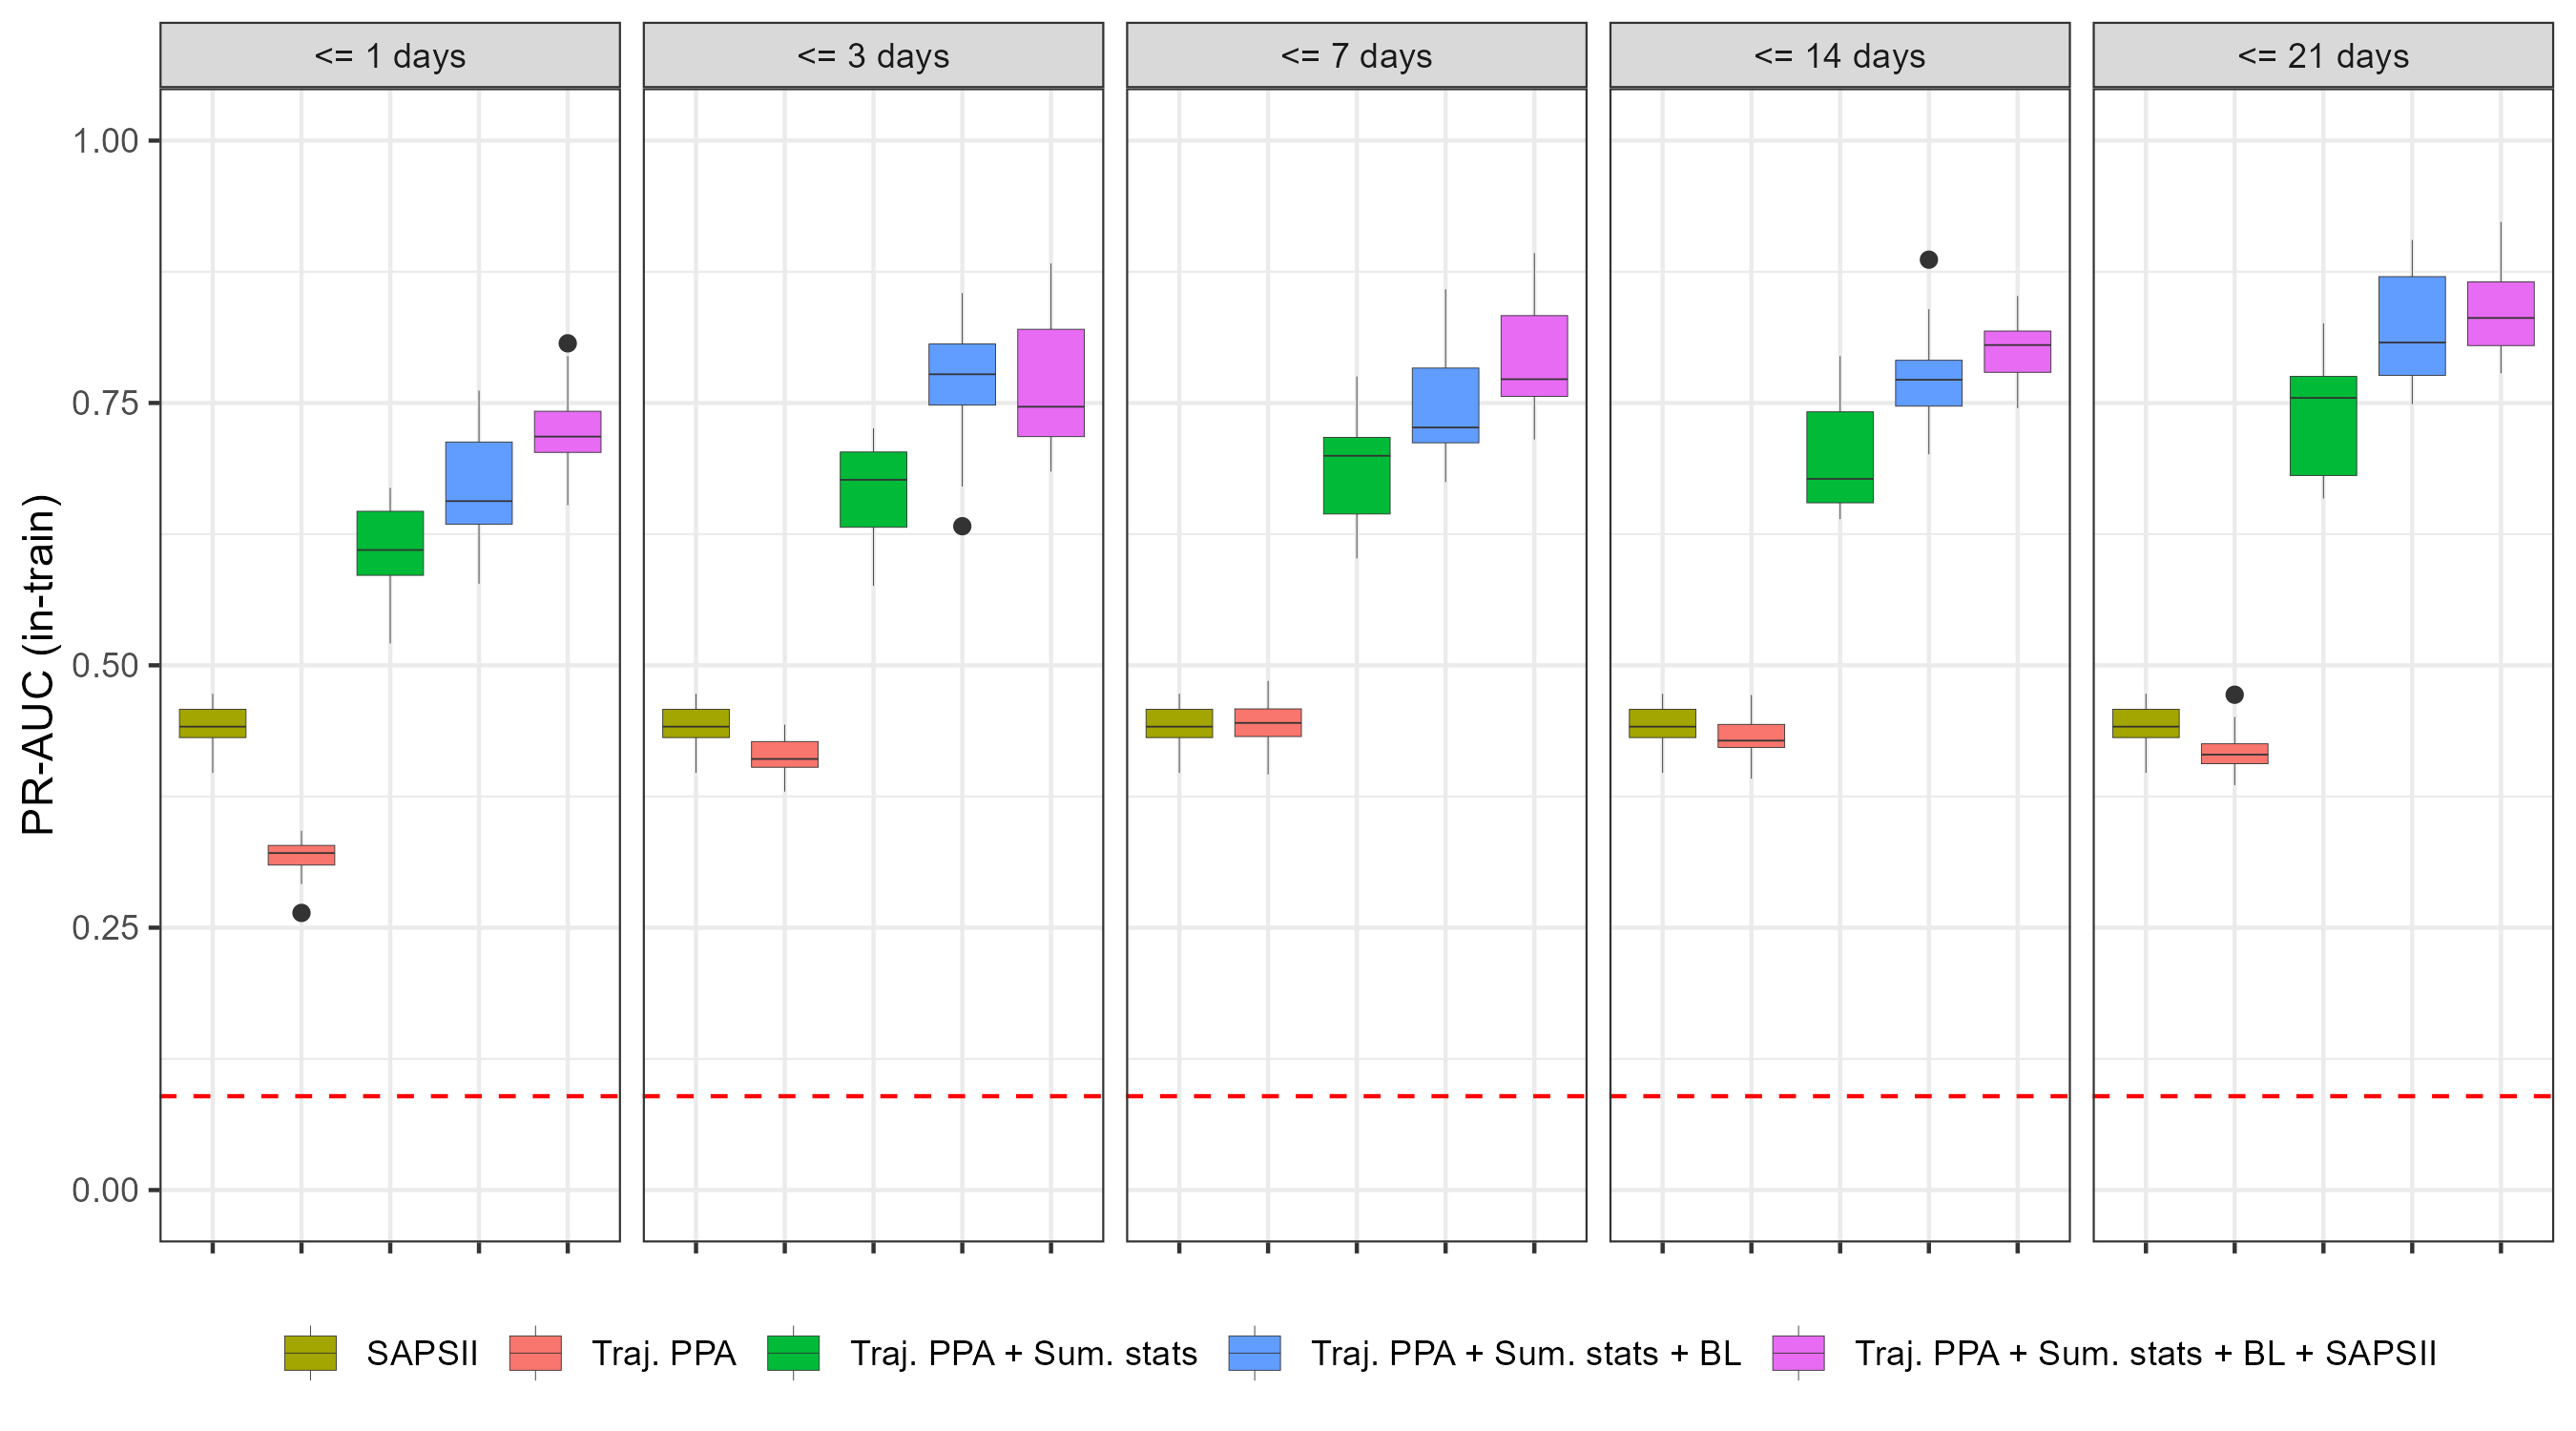 <= 1 days
<= 3 days
<= 7 days
<= 14 days
<= 21 days
PR-AUC (in-train)
1.00
0.75
0.50
0.25
0.00
SAPSII
Traj. PPA
Traj. PPA + Sum. stats
Traj. PPA + Sum. stats + BL
Traj. PPA + Sum. stats + BL + SAPSII